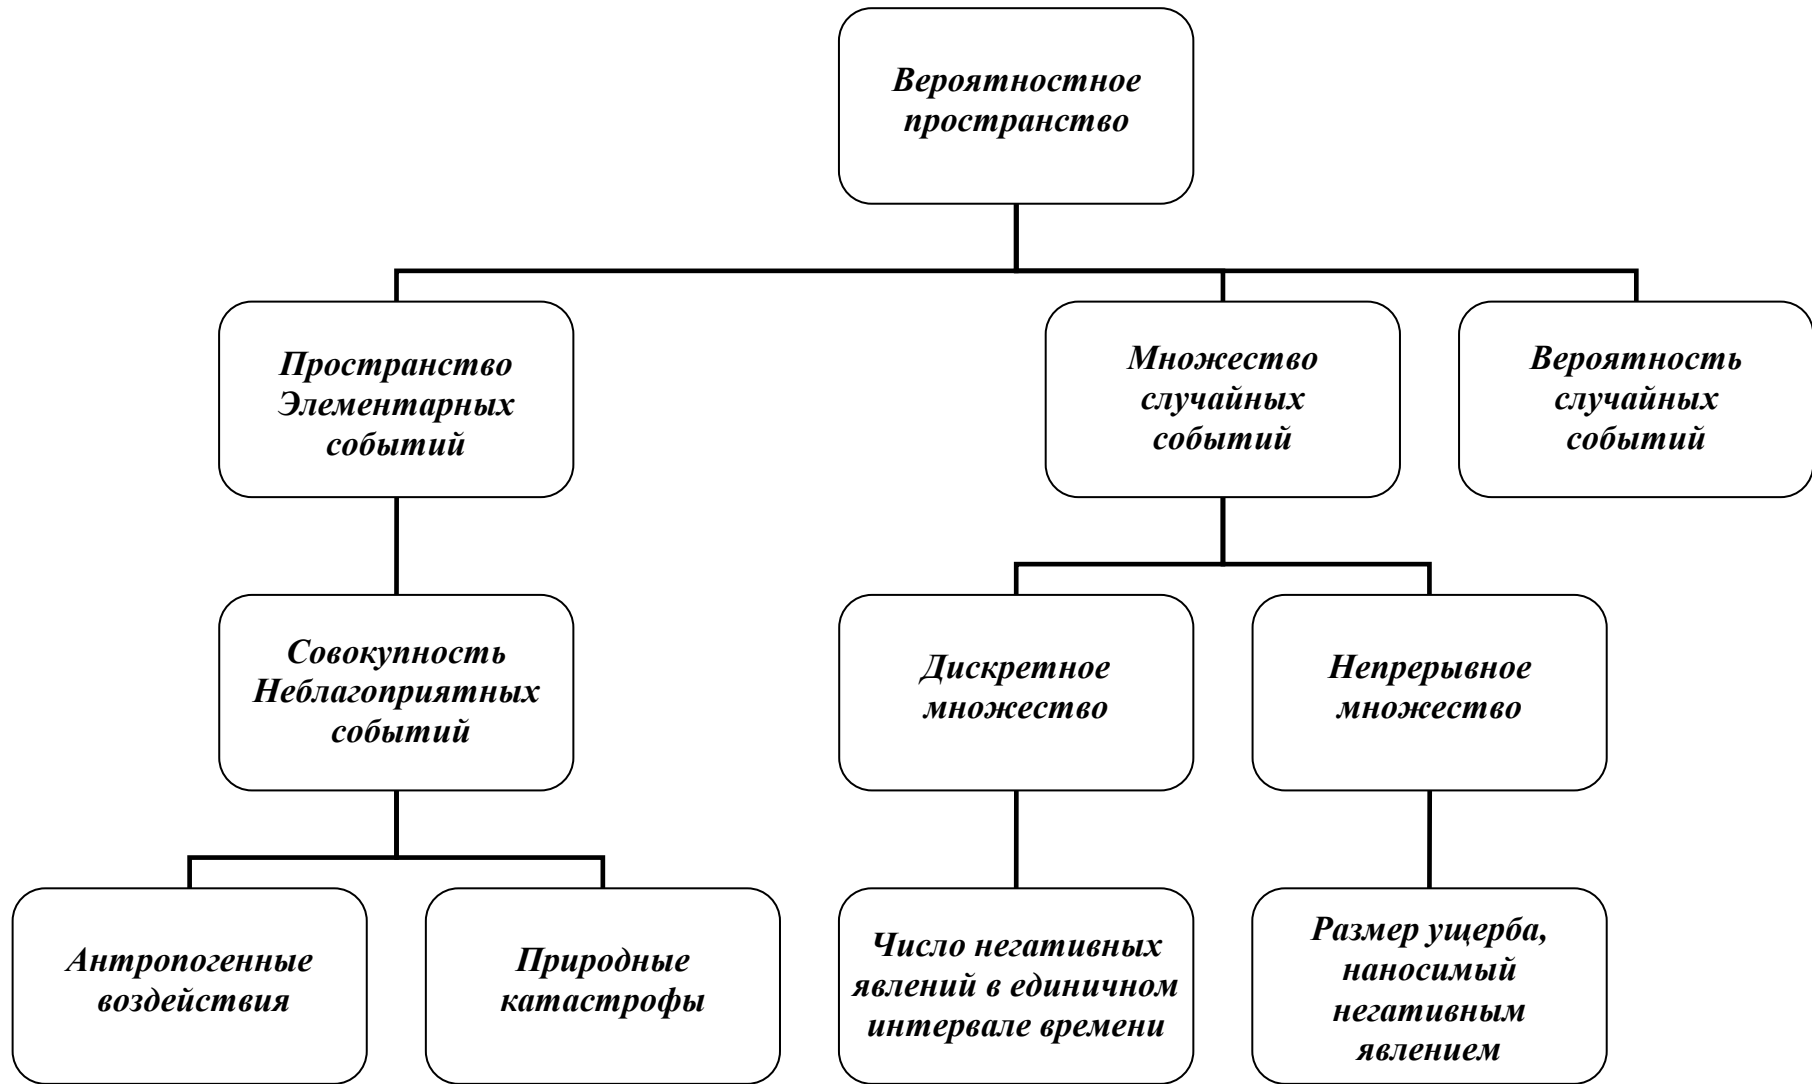 Вероятностное
пространство
Пространство
Элементарных
событий
Множество
случайных
событий
Вероятность
случайных
событий
Совокупность
Неблагоприятных
событий
Дискретное
множество
Непрерывное
множество
Антропогенные
воздействия
Природные
катастрофы
Число негативных
явлений в единичном
интервале времени
Размер ущерба,
наносимый
негативным
явлением